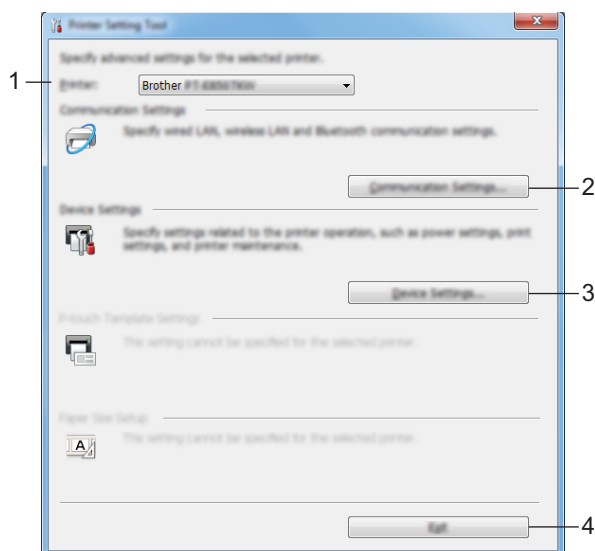 Printer Setting Tool
Specify advanced settings for the selected printer.
1
Printer:
Brother
Communication Settings
Specify wired LAN, wireless LAN and Bluetooth communication settings.
Communication Settings...
2
Device Settings
Specify settings related to the printer operation, such as power settings, print
settings, and printer maintenance.
Device Settings...
3
P-touch Template Settings
This setting cannot be specified for the selected printer.
Paper Size Setup
This setting cannot be specified for the selected printer.
A
Exit
4